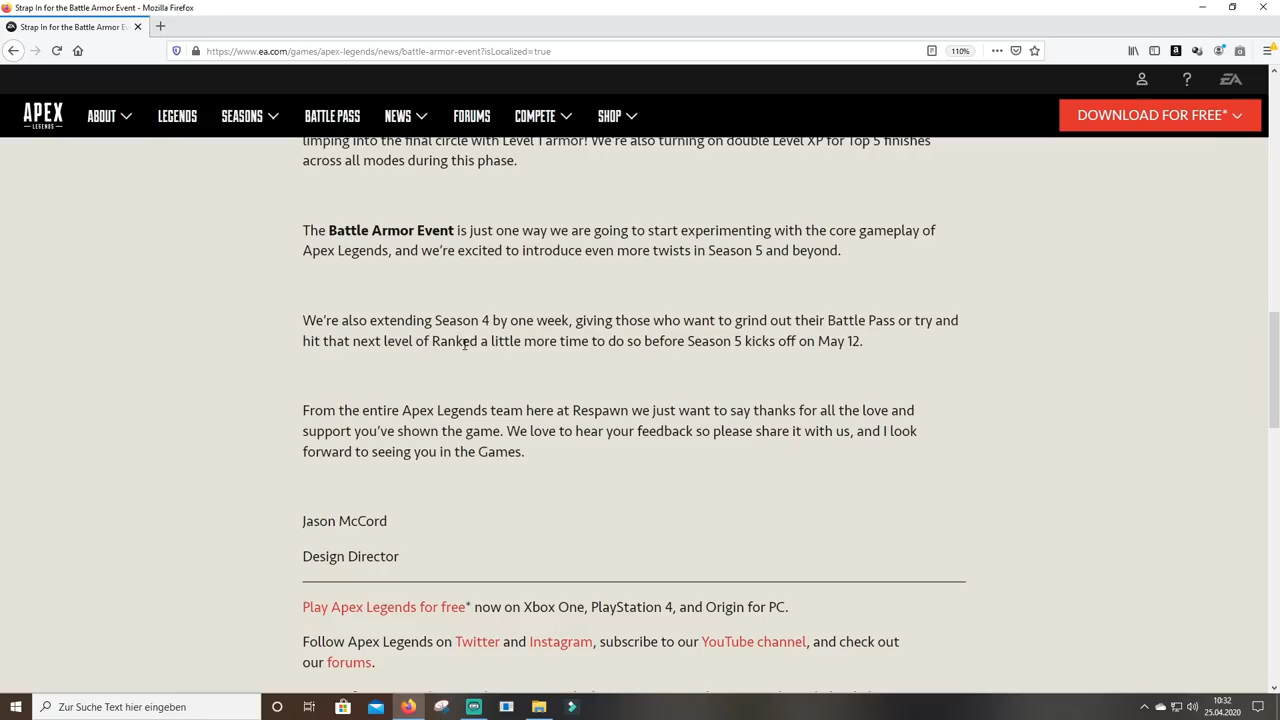 Strap In for the Battle Armor Event - Mozilla Firefox
Strap In for the Battle Armor Ev
https://www.ea.com/games/apex-legends/news/battle-armor-event?isLocalized=true
110%
APEX
LEGENDS
ABOUT
LEGENDS
SEASONS
BATTLE PASS
NEWS
FORUMS
COMPETE
SHOP
DOWNLOAD FOR FREE*
EA
limping into the final circle with Level 1 armor! We're also turning on double Level XP for Top 5 finishes
across all modes during this phase.
The Battle Armor Event is just one way we are going to start experimenting with the core gameplay of
Apex Legends, and we're excited to introduce even more twists in Season 5 and beyond.
We're also extending Season 4 by one week, giving those who want to grind out their Battle Pass or try and
hit that next level of Ranked a little more time to do so before Season 5 kicks off on May 12.
From the entire Apex Legends team here at Respawn we just want to say thanks for all the love and
support you've shown the game. We love to hear your feedback so please share it with us, and I look
forward to seeing you in the Games.
Jason McCord
Design Director
Play Apex Legends for free* now on Xbox One, PlayStation 4, and Origin for PC.
Follow Apex Legends on Twitter and Instagram, subscribe to our YouTube channel, and check out
our forums.
Zur Suche Text hier eingeben
10:32
25.04.2020